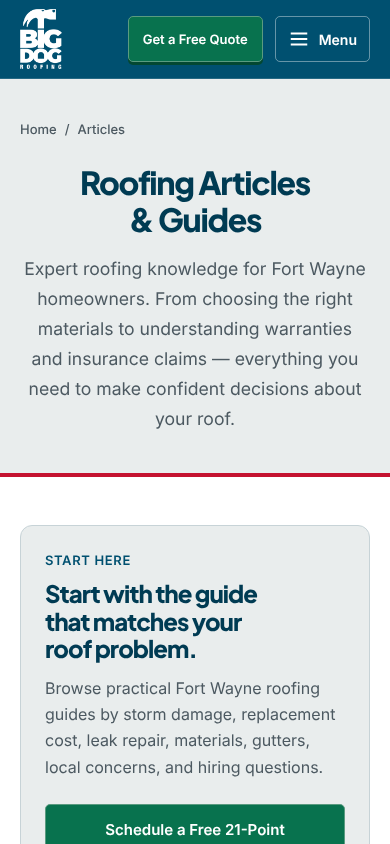 BIG
DOG
ROOFING
Get a Free Quote
Menu
Home / Articles
Roofing Articles
& Guides
Expert roofing knowledge for Fort Wayne
homeowners. From choosing the right
materials to understanding warranties
and insurance claims — everything you
need to make confident decisions about
your roof.
START HERE
Start with the guide
that matches your
roof problem.
Browse practical Fort Wayne roofing
guides by storm damage, replacement
cost, leak repair, materials, gutters,
local concerns, and hiring questions.
Schedule a Free 21-Point